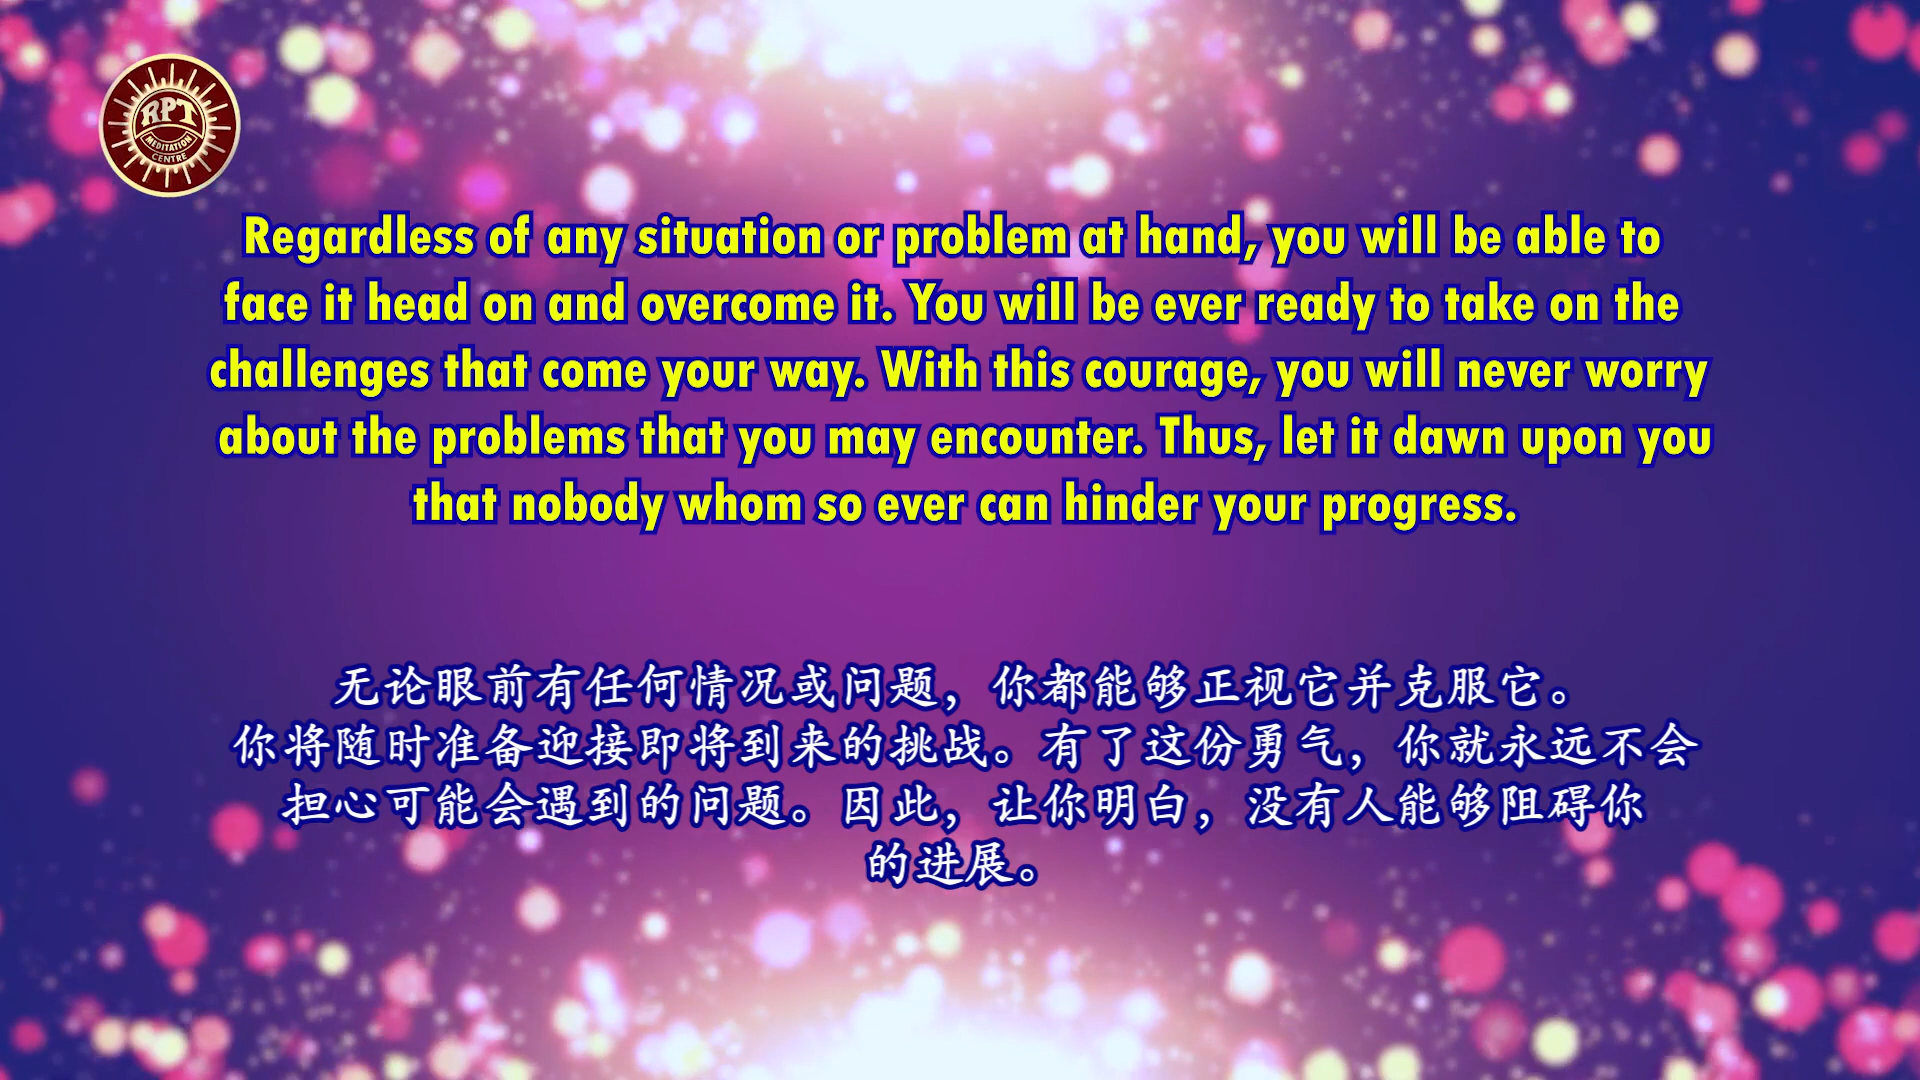 RPT
MEDITATION
CENTRE
Regardless of any situation or problem at hand, you will be able to
face it head on and overcome it. You will be ever ready to take on the
challenges that come your way. With this courage, you will never worry
about the problems that you may encounter. Thus, let it dawn upon you
that nobody whom so ever can hinder your progress.
无论眼前有任何情况或问题，你都能够正视它并克服它。
你将随时准备迎接即将到来的挑战。有了这份勇气，你就永远不会
担心可能会遇到的问题。因此，让你明白，没有人能够阻碍你
的进展。